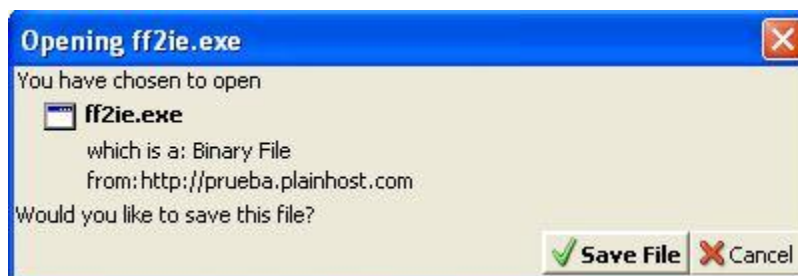 Opening ff2ie.exe
You have chosen to open
ff2ie.exe
which is a: Binary File
from:http://prueba.plainhost.com
Would you like to save this file?
Save File Cancel